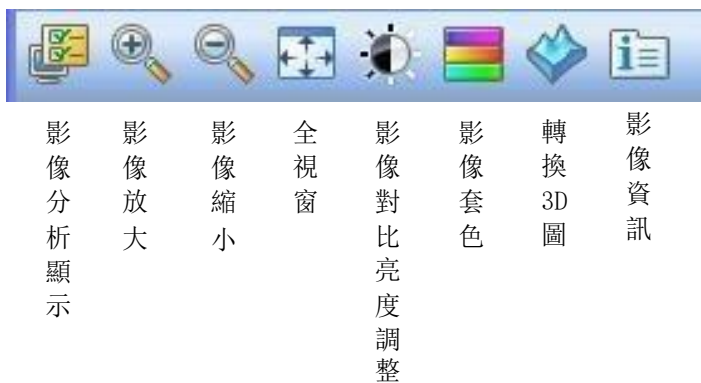 影像分析顯示
影像放大
影像縮小
全視窗
影像對比亮度調整
影像套色
轉換3D圖
影像資訊